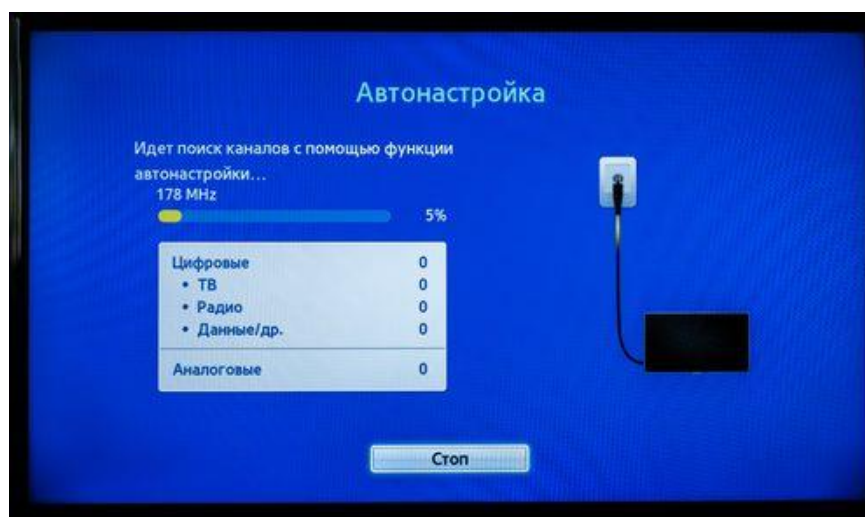 Автонастройка
Идет поиск каналов с помощью функции
автонастройки...
178 MHz
5%
Цифровые 0
• ТВ 0
• Радио 0
• Данные/др. 0
Аналоговые 0
Стоп